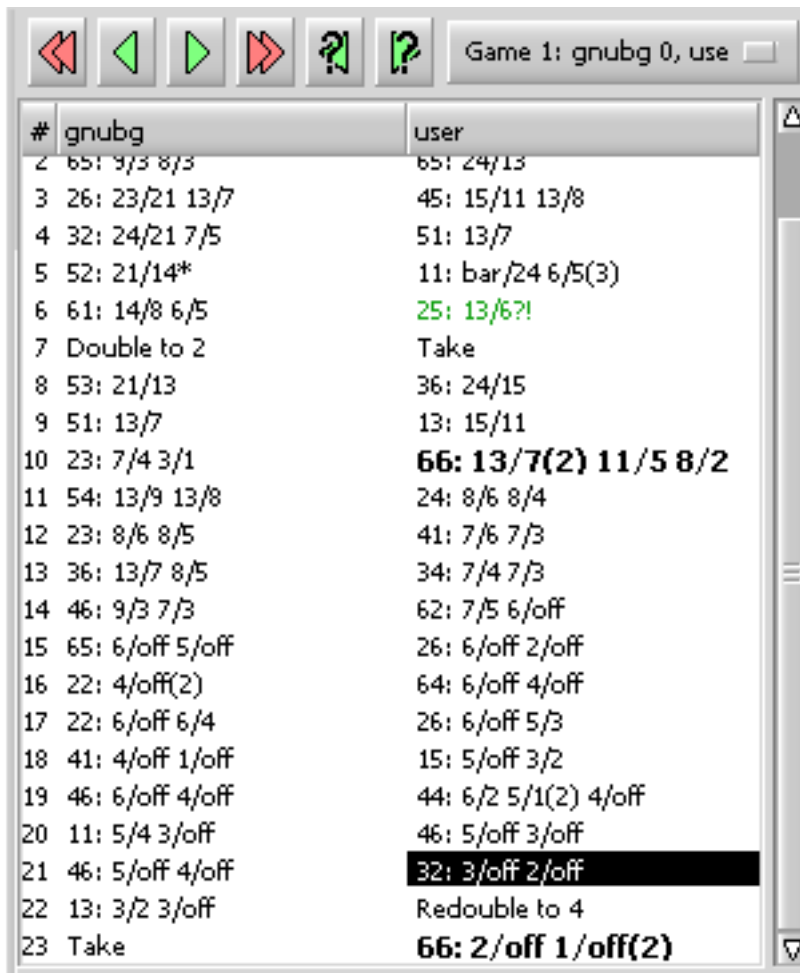 Game 1: gnubg 0, use
# gnubg user
2 65: 9/3 8/3 65: 24/13
3 26: 23/21 13/7 45: 15/11 13/8
4 32: 24/21 7/5 51: 13/7
5 52: 21/14* 11: bar/24 6/5(3)
6 61: 14/8 6/5 25: 13/6?!
7 Double to 2 Take
8 53: 21/13 36: 24/15
9 51: 13/7 13: 15/11
10 23: 7/4 3/1 66: 13/7(2) 11/5 8/2
11 54: 13/9 13/8 24: 8/6 8/4
12 23: 8/6 8/5 41: 7/6 7/3
13 36: 13/7 8/5 34: 7/4 7/3
14 46: 9/3 7/3 62: 7/5 6/off
15 65: 6/off 5/off 26: 6/off 2/off
16 22: 4/off(2) 64: 6/off 4/off
17 22: 6/off 6/4 26: 6/off 5/3
18 41: 4/off 1/off 15: 5/off 3/2
19 46: 6/off 4/off 44: 6/2 5/1(2) 4/off
20 11: 5/4 3/off 46: 5/off 3/off
21 46: 5/off 4/off 32: 3/off 2/off
22 13: 3/2 3/off Redouble to 4
23 Take 66: 2/off 1/off(2)